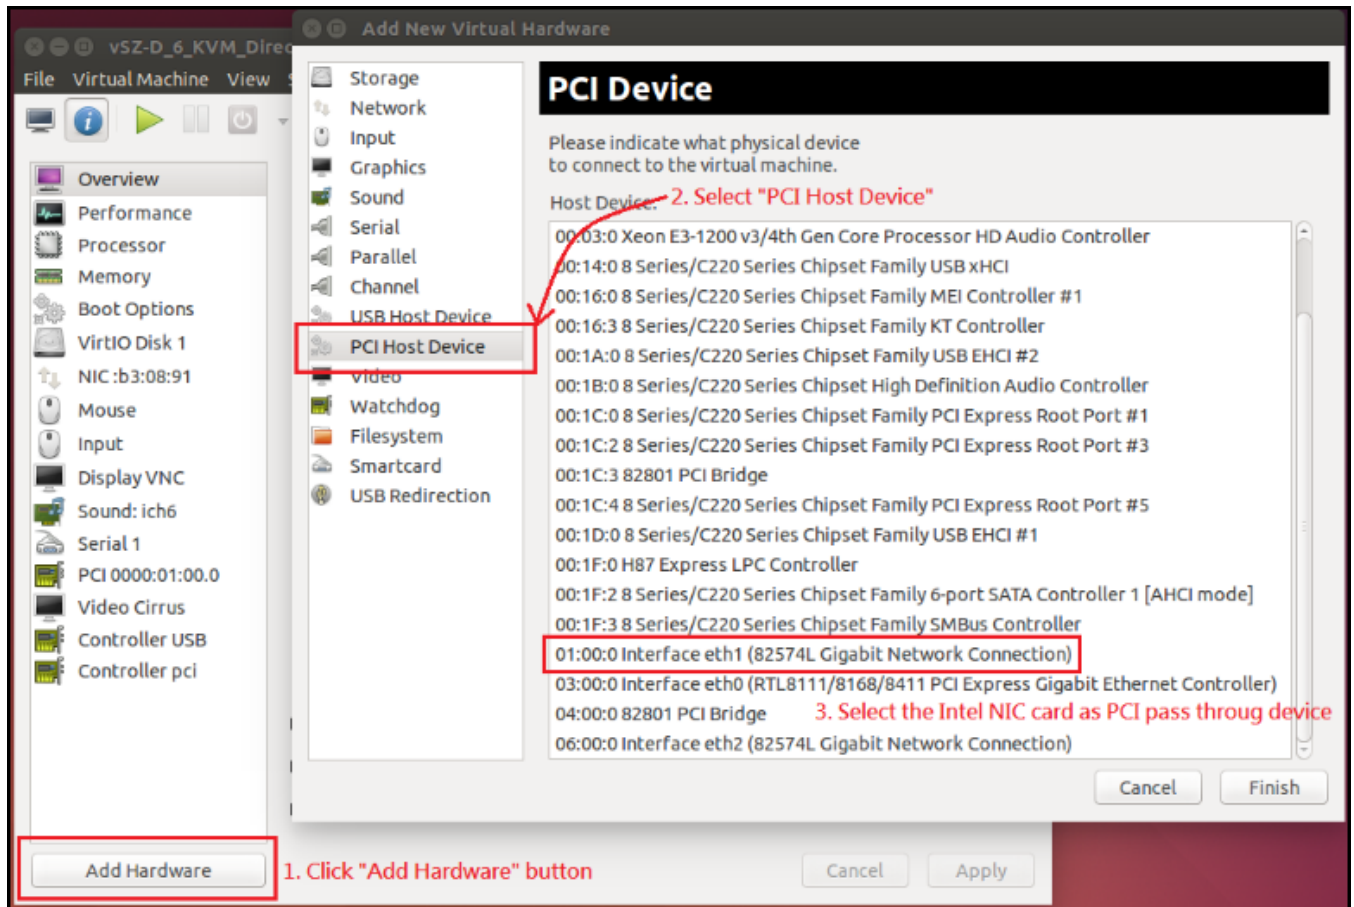 vSZ-D_6_KVM_Direc
File Virtual Machine View
Overview
Performance
Processor
Memory
Boot Options
VirtIO Disk 1
NIC :b3:08:91
Mouse
Input
Display VNC
Sound: ich6
Serial 1
PCI 0000:01:00.0
Video Cirrus
Controller USB
Controller pci
Add Hardware
1. Click "Add Hardware" button
Cancel
Apply
Add New Virtual Hardware
Storage
Network
Input
Graphics
Sound
Serial
Parallel
Channel
USB Host Device
PCI Host Device
Video
Watchdog
Filesystem
Smartcard
USB Redirection
PCI Device
Please indicate what physical device
to connect to the virtual machine.
Host Device:
2. Select "PCI Host Device"
00:03:0 Xeon E3-1200 v3/4th Gen Core Processor HD Audio Controller
00:14:0 8 Series/C220 Series Chipset Family USB xHCI
00:16:0 8 Series/C220 Series Chipset Family MEI Controller #1
00:16:3 8 Series/C220 Series Chipset Family KT Controller
00:1A:0 8 Series/C220 Series Chipset Family USB EHCI #2
00:1B:0 8 Series/C220 Series Chipset High Definition Audio Controller
00:1C:0 8 Series/C220 Series Chipset Family PCI Express Root Port #1
00:1C:2 8 Series/C220 Series Chipset Family PCI Express Root Port #3
00:1C:3 82801 PCI Bridge
00:1C:4 8 Series/C220 Series Chipset Family PCI Express Root Port #5
00:1D:0 8 Series/C220 Series Chipset Family USB EHCI #1
00:1F:0 H87 Express LPC Controller
00:1F:2 8 Series/C220 Series Chipset Family 6-port SATA Controller 1 [AHCI mode]
00:1F:3 8 Series/C220 Series Chipset Family SMBus Controller
01:00:0 Interface eth1 (82574L Gigabit Network Connection)
03:00:0 Interface eth0 (RTL8111/8168/8411 PCI Express Gigabit Ethernet Controller)
04:00:0 82801 PCI Bridge
3. Select the Intel NIC card as PCI pass throug device
06:00:0 Interface eth2 (82574L Gigabit Network Connection)
Cancel
Finish